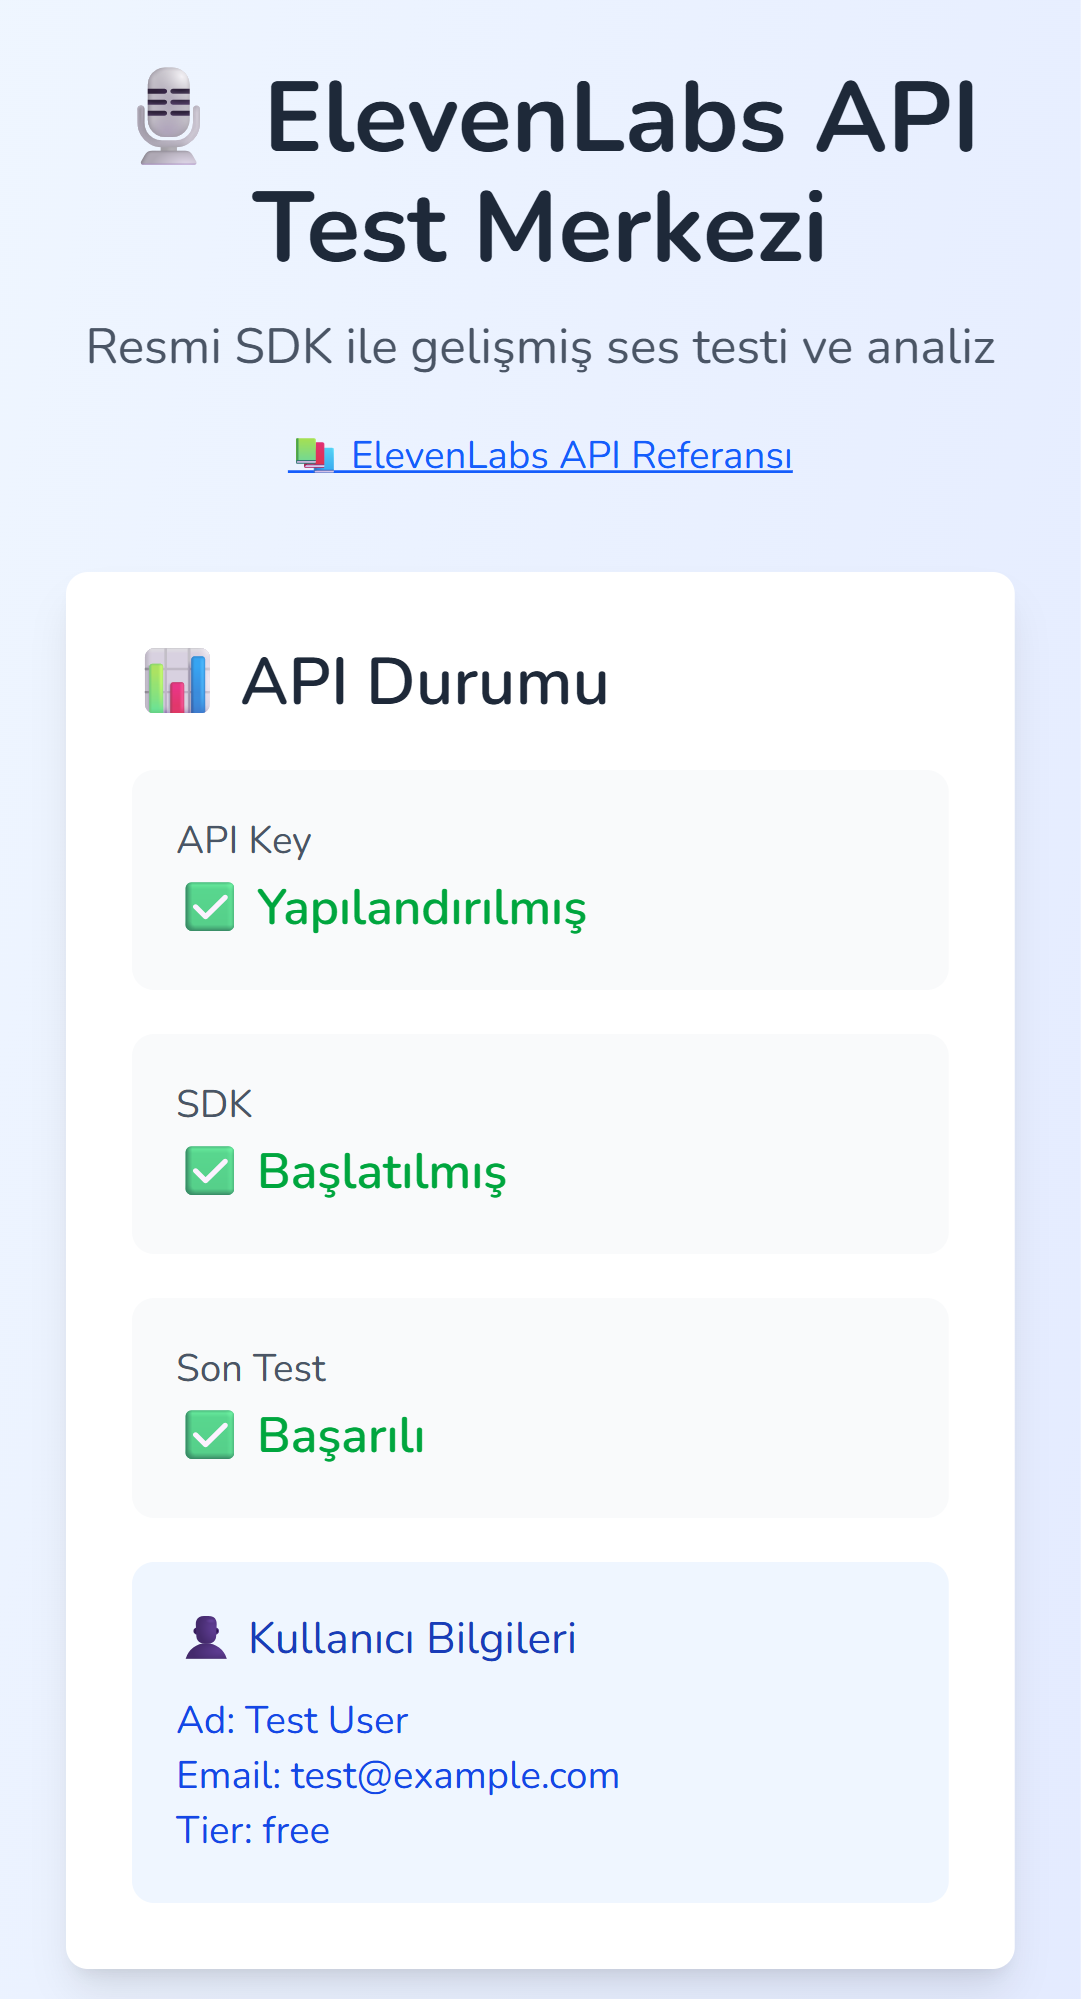 ElevenLabs API
Test Merkezi
Resmi SDK ile gelişmiş ses testi ve analiz
ElevenLabs API Referansı
API Durumu
API Key
Yapılandırılmış
SDK
Başlatılmış
Son Test
Başarılı
Kullanıcı Bilgileri
Ad: Test User
Email: test@example.com
Tier: free